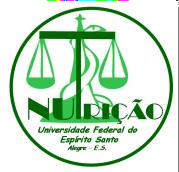 NUTRIÇÃO
Universidade Federal do
Espírito Santo
Alegre - E.S.